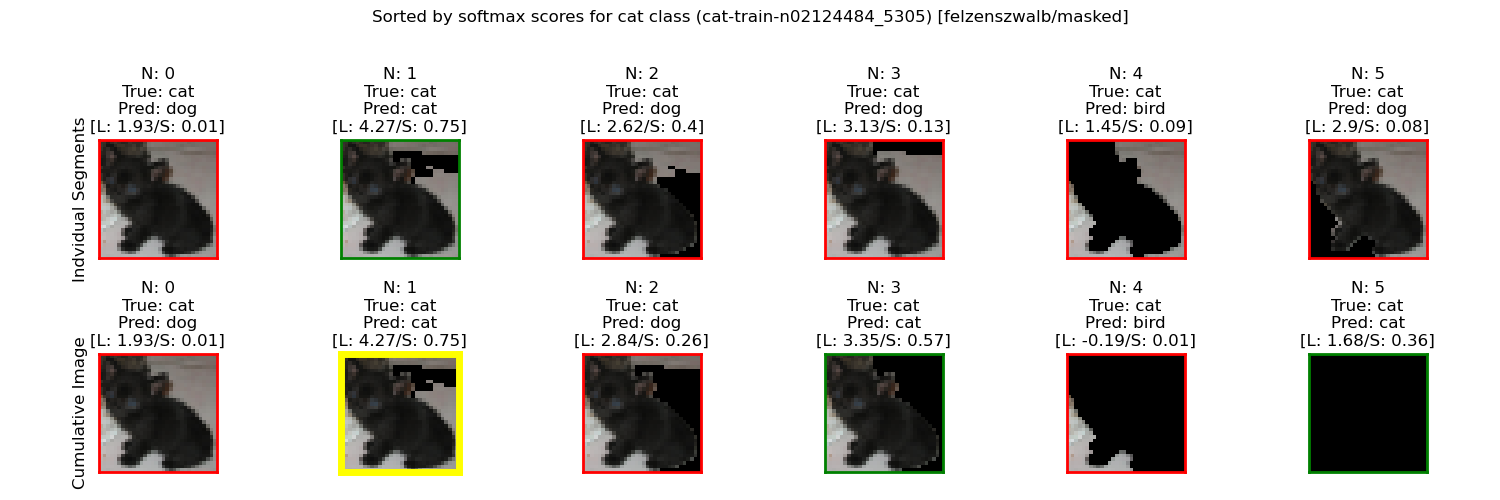 Sorted by softmax scores for cat class (cat-train-n02124484_5305) [felzenszwalb/masked]
Indvidual Segments
N: 0
True: cat
Pred: dog
[L: 1.93/S: 0.01]
N: 1
True: cat
Pred: cat
[L: 4.27/S: 0.75]
N: 2
True: cat
Pred: dog
[L: 2.62/S: 0.4]
N: 3
True: cat
Pred: dog
[L: 3.13/S: 0.13]
N: 4
True: cat
Pred: bird
[L: 1.45/S: 0.09]
N: 5
True: cat
Pred: dog
[L: 2.9/S: 0.08]
Cumulative Image
N: 0
True: cat
Pred: dog
[L: 1.93/S: 0.01]
N: 1
True: cat
Pred: cat
[L: 4.27/S: 0.75]
N: 2
True: cat
Pred: dog
[L: 2.84/S: 0.26]
N: 3
True: cat
Pred: cat
[L: 3.35/S: 0.57]
N: 4
True: cat
Pred: bird
[L: -0.19/S: 0.01]
N: 5
True: cat
Pred: cat
[L: 1.68/S: 0.36]